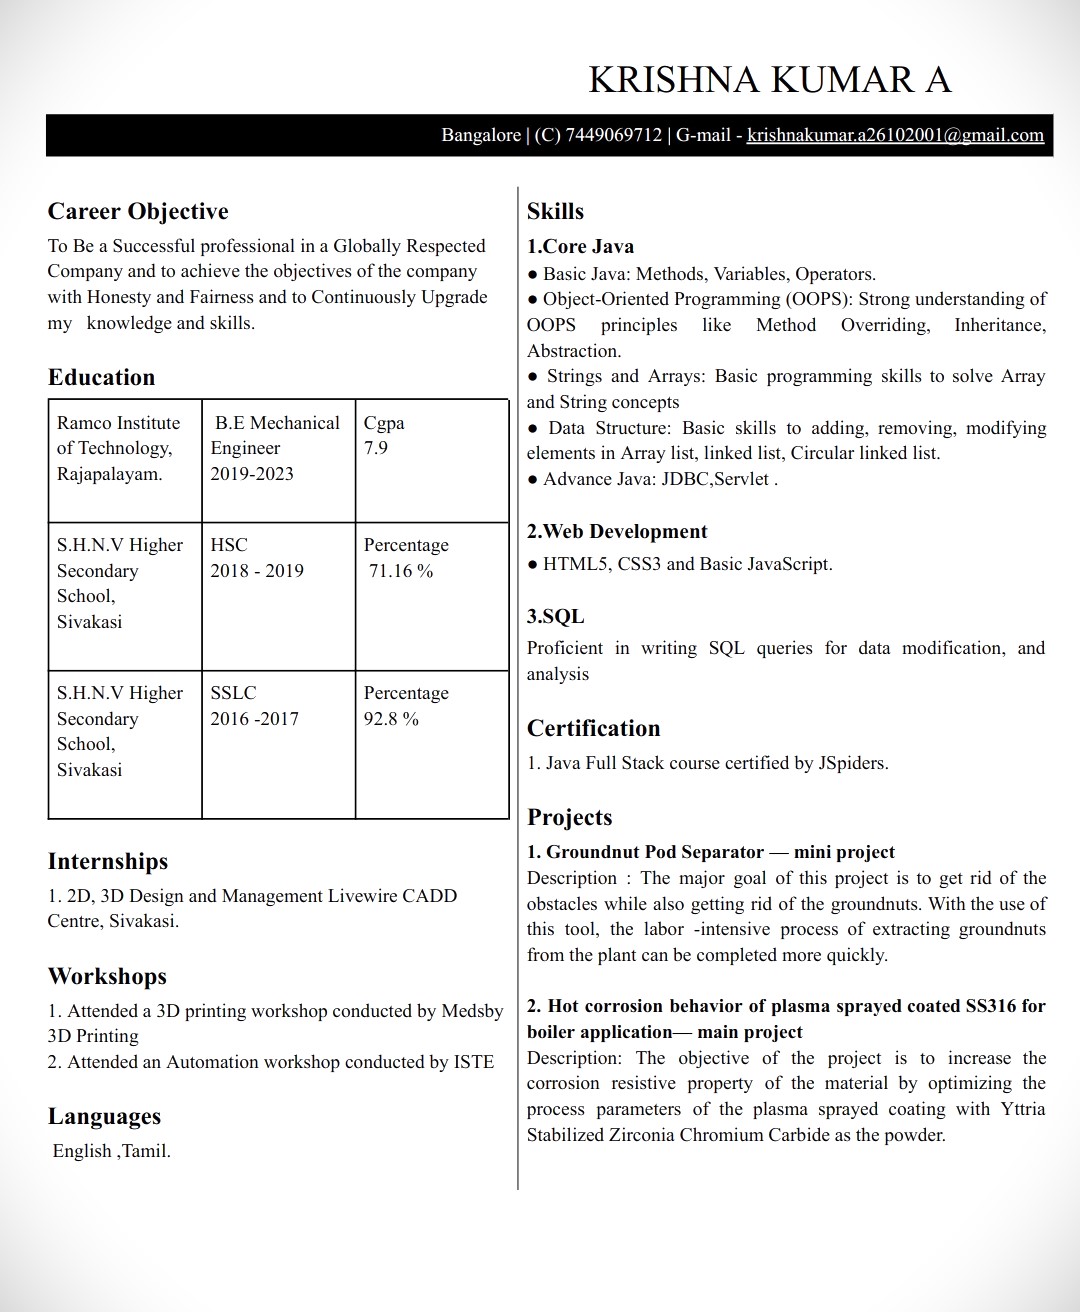 KRISHNA KUMAR A
Bangalore | (C) 7449069712 | G-mail - krishnakumar.a26102001@gmail.com
Career Objective
To Be a Successful professional in a Globally Respected
Company and to achieve the objectives of the company
with Honesty and Fairness and to Continuously Upgrade
my knowledge and skills.
Education
Ramco Institute
of Technology,
Rajapalayam.
B.E Mechanical
Engineer
2019-2023
Cgpa
7.9
S.H.N.V Higher
Secondary
School,
Sivakasi
HSC
2018 - 2019
Percentage
71.16 %
S.H.N.V Higher
Secondary
School,
Sivakasi
SSLC
2016 -2017
Percentage
92.8 %
Internships
1. 2D, 3D Design and Management Livewire CADD
Centre, Sivakasi.
Workshops
1. Attended a 3D printing workshop conducted by Medsby
3D Printing
2. Attended an Automation workshop conducted by ISTE
Languages
English ,Tamil.
Skills
1.Core Java
● Basic Java: Methods, Variables, Operators.
● Object-Oriented Programming (OOPS): Strong understanding of
OOPS principles like Method Overriding, Inheritance,
Abstraction.
● Strings and Arrays: Basic programming skills to solve Array
and String concepts
● Data Structure: Basic skills to adding, removing, modifying
elements in Array list, linked list, Circular linked list.
● Advance Java: JDBC,Servlet .
2.Web Development
● HTML5, CSS3 and Basic JavaScript.
3.SQL
Proficient in writing SQL queries for data modification, and
analysis
Certification
1. Java Full Stack course certified by JSpiders.
Projects
1. Groundnut Pod Separator — mini project
Description : The major goal of this project is to get rid of the
obstacles while also getting rid of the groundnuts. With the use of
this tool, the labor -intensive process of extracting groundnuts
from the plant can be completed more quickly.
2. Hot corrosion behavior of plasma sprayed coated SS316 for
boiler application— main project
Description: The objective of the project is to increase the
corrosion resistive property of the material by optimizing the
process parameters of the plasma sprayed coating with Yttria
Stabilized Zirconia Chromium Carbide as the powder.